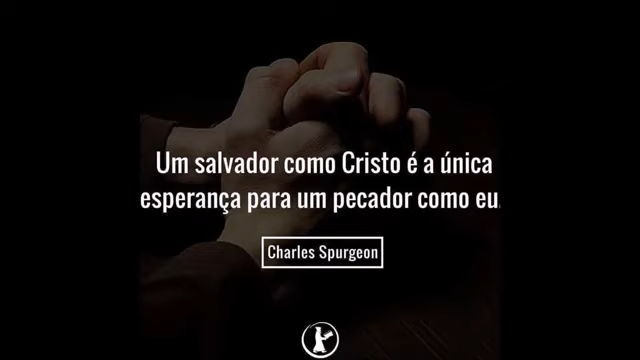 Um salvador como Cristo é a única
esperança para um pecador como eu.
Charles Spurgeon